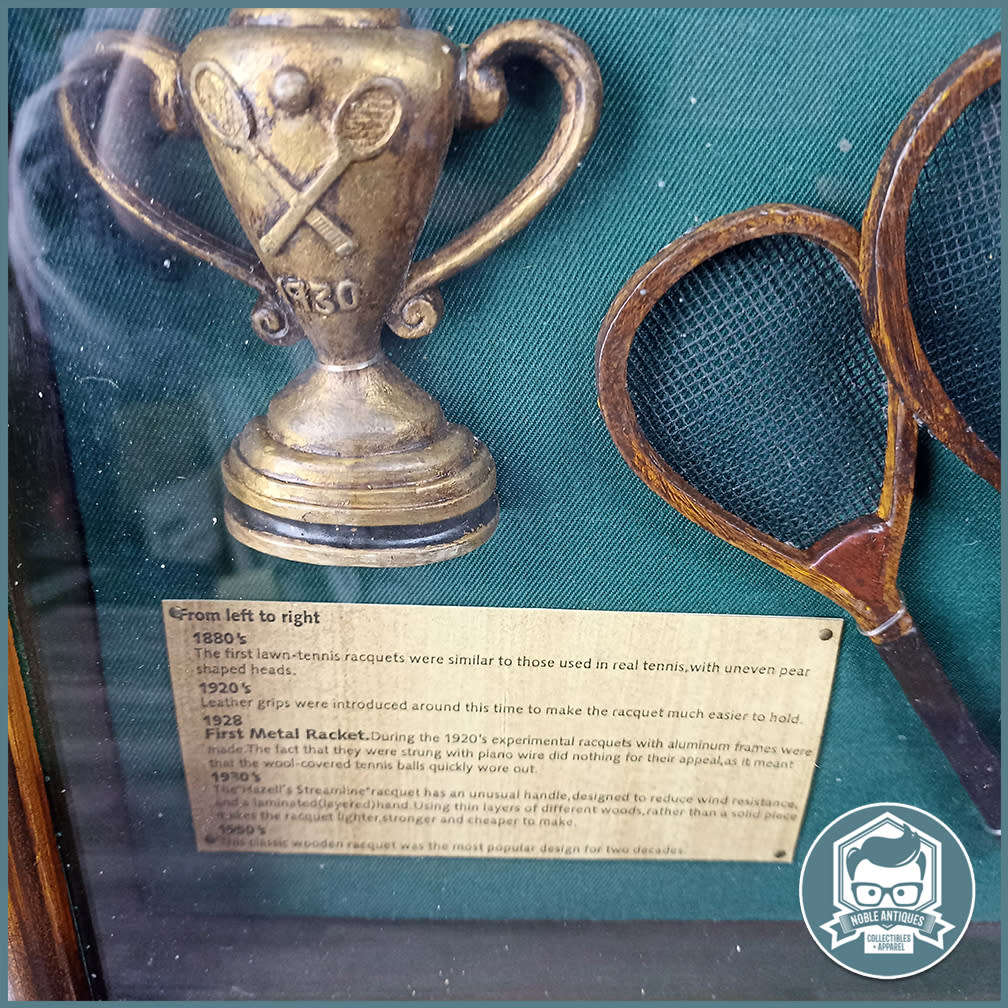 1930
From left to right
1880's
The first lawn-tennis racquets were similar to those used in real tennis,with uneven pear
shaped heads.
1920's
Leather grips were introduced around this time to make the racquet much easier to hold.
1928
First Metal Racket.During the 1920's experimental racquets with aluminum frames were
made.The fact that they were strung with piano wire did nothing for their appeal,as it meant
that the wool-covered tennis balls quickly wore out.
1930's
The"Hazell's Streamline"racquet has an unusual handle,designed to reduce wind resistance,
and a laminated(layered)hand.Using thin layers of different woods,rather than a solid piece
makes the racquet lighter,stronger and cheaper to make.
This classic wooden racquet was the most popular design for two decades.
NOBLE ANTIQUES
COLLECTIBLES
+ APPAREL